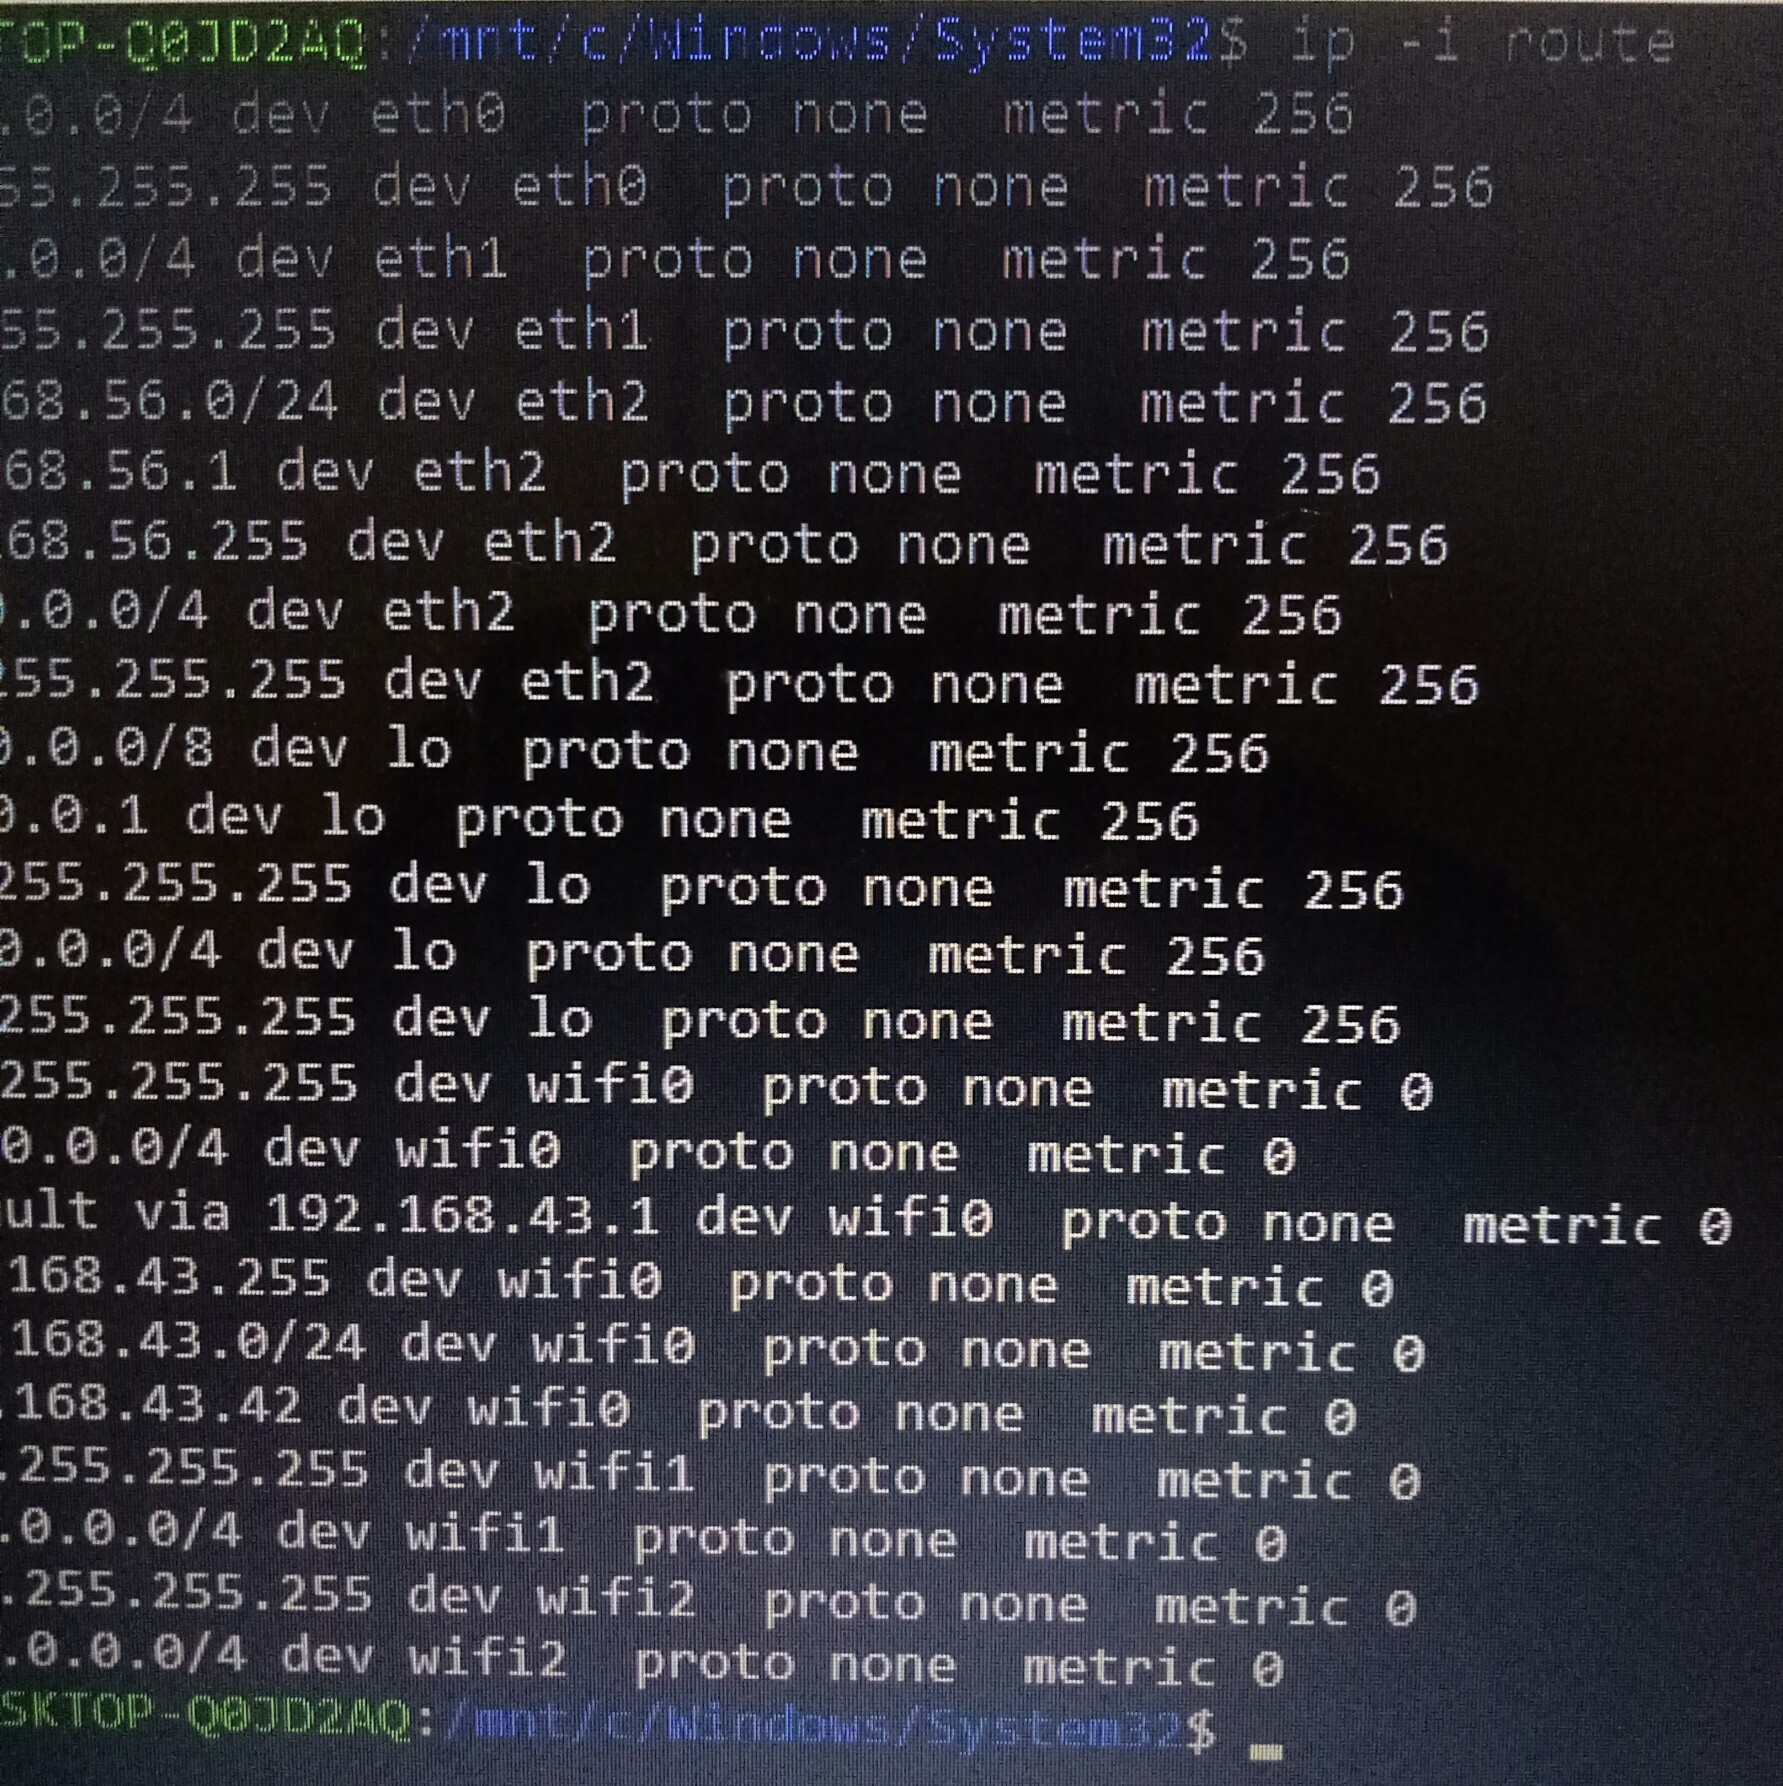 TOP-Q0JD2AQ:/mnt/c/Windows/System32$ ip -i route
.0.0/4 dev eth0 proto none metric 256
55.255.255 dev eth0 proto none metric 256
.0.0/4 dev eth1 proto none metric 256
55.255.255 dev eth1 proto none metric 256
68.56.0/24 dev eth2 proto none metric 256
68.56.1 dev eth2 proto none metric 256
68.56.255 dev eth2 proto none metric 256
0.0.0/4 dev eth2 proto none metric 256
255.255.255 dev eth2 proto none metric 256
0.0.0/8 dev lo proto none metric 256
0.0.1 dev lo proto none metric 256
255.255.255 dev lo proto none metric 256
0.0.0/4 dev lo proto none metric 256
255.255.255 dev lo proto none metric 256
255.255.255 dev wifi0 proto none metric 0
0.0.0/4 dev wifi0 proto none metric 0
ult via 192.168.43.1 dev wifi0 proto none metric 0
168.43.255 dev wifi0 proto none metric 0
168.43.0/24 dev wifi0 proto none metric 0
.168.43.42 dev wifi0 proto none metric 0
.255.255.255 dev wifi1 proto none metric 0
.0.0.0/4 dev wifi1 proto none metric 0
.255.255.255 dev wifi2 proto none metric 0
.0.0.0/4 dev wifi2 proto none metric 0
SKTOP-Q0JD2AQ:/mnt/c/Windows/System32$